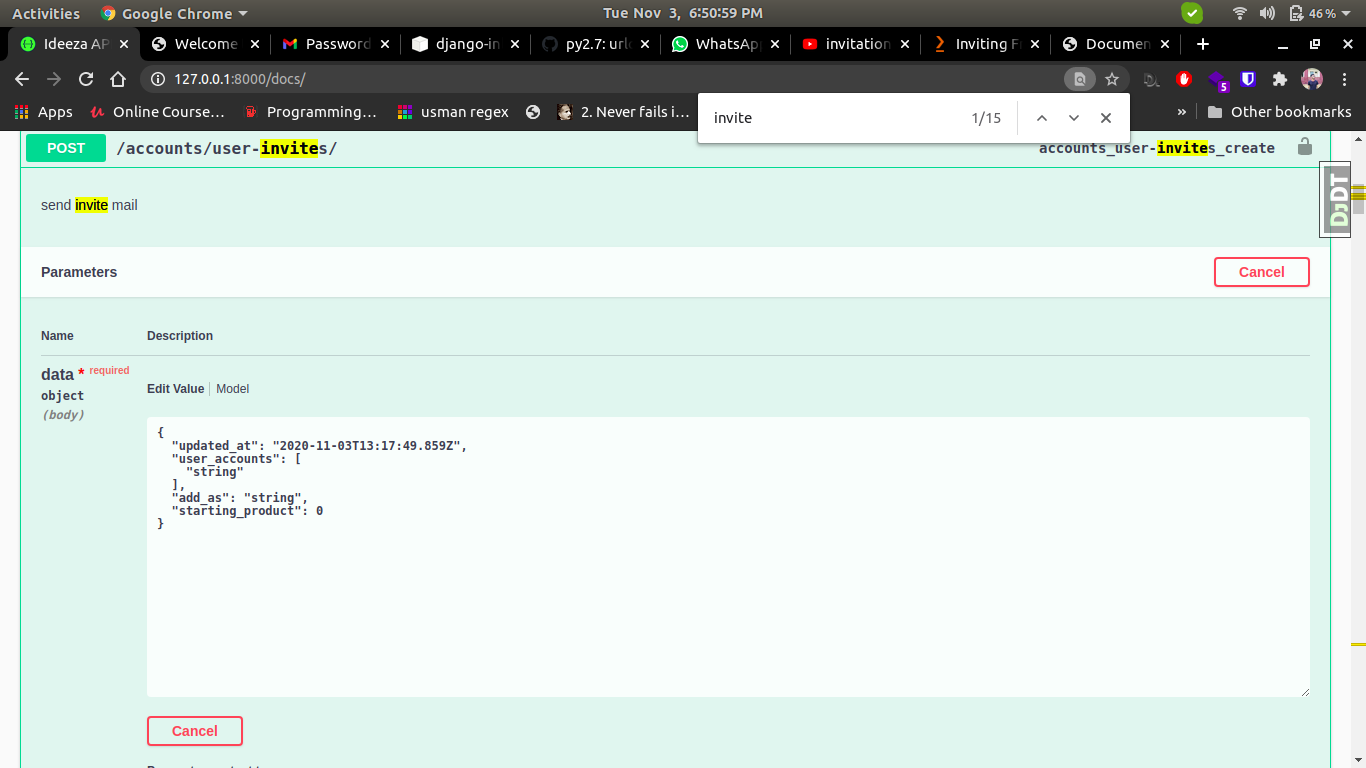 Activities Google Chrome Tue Nov 3, 6:50:59 PM 46 %
Ideeza AP Welcome Password django-in py2.7: urlc WhatsApp invitation Inviting Fr Documen
127.0.0.1:8000/docs/ 5
Apps Online Course… Programming… usman regex 2. Never fails i… » Other bookmarks
invite 1/15
POST /accounts/user-invites/ accounts_user-invites_create
DJDT
send invite mail
Parameters Cancel
Name Description
data * required
object
(body)
Edit Value Model
{
"updated_at": "2020-11-03T13:17:49.859Z",
"user_accounts": [
"string"
],
"add_as": "string",
"starting_product": 0
}
Cancel